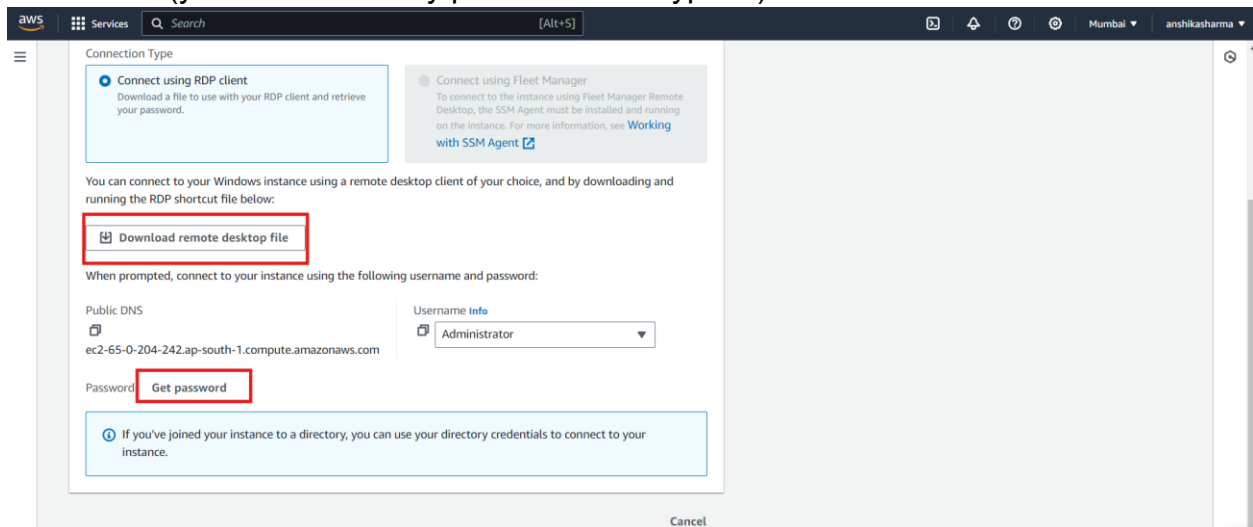 aws
Services
Search
[Alt+S]
Mumbai
anshikasharma
Connection Type
Connect using RDP client
Download a file to use with your RDP client and retrieve
your password.
Connect using Fleet Manager
To connect to the instance using Fleet Manager Remote
Desktop, the SSM Agent must be installed and running
on the instance. For more information, see Working
with SSM Agent
You can connect to your Windows instance using a remote desktop client of your choice, and by downloading and
running the RDP shortcut file below:
Download remote desktop file
When prompted, connect to your instance using the following username and password:
Public DNS
ec2-65-0-204-242.ap-south-1.compute.amazonaws.com
Username Info
Administrator
Password Get password
If you've joined your instance to a directory, you can use your directory credentials to connect to your
instance.
Cancel